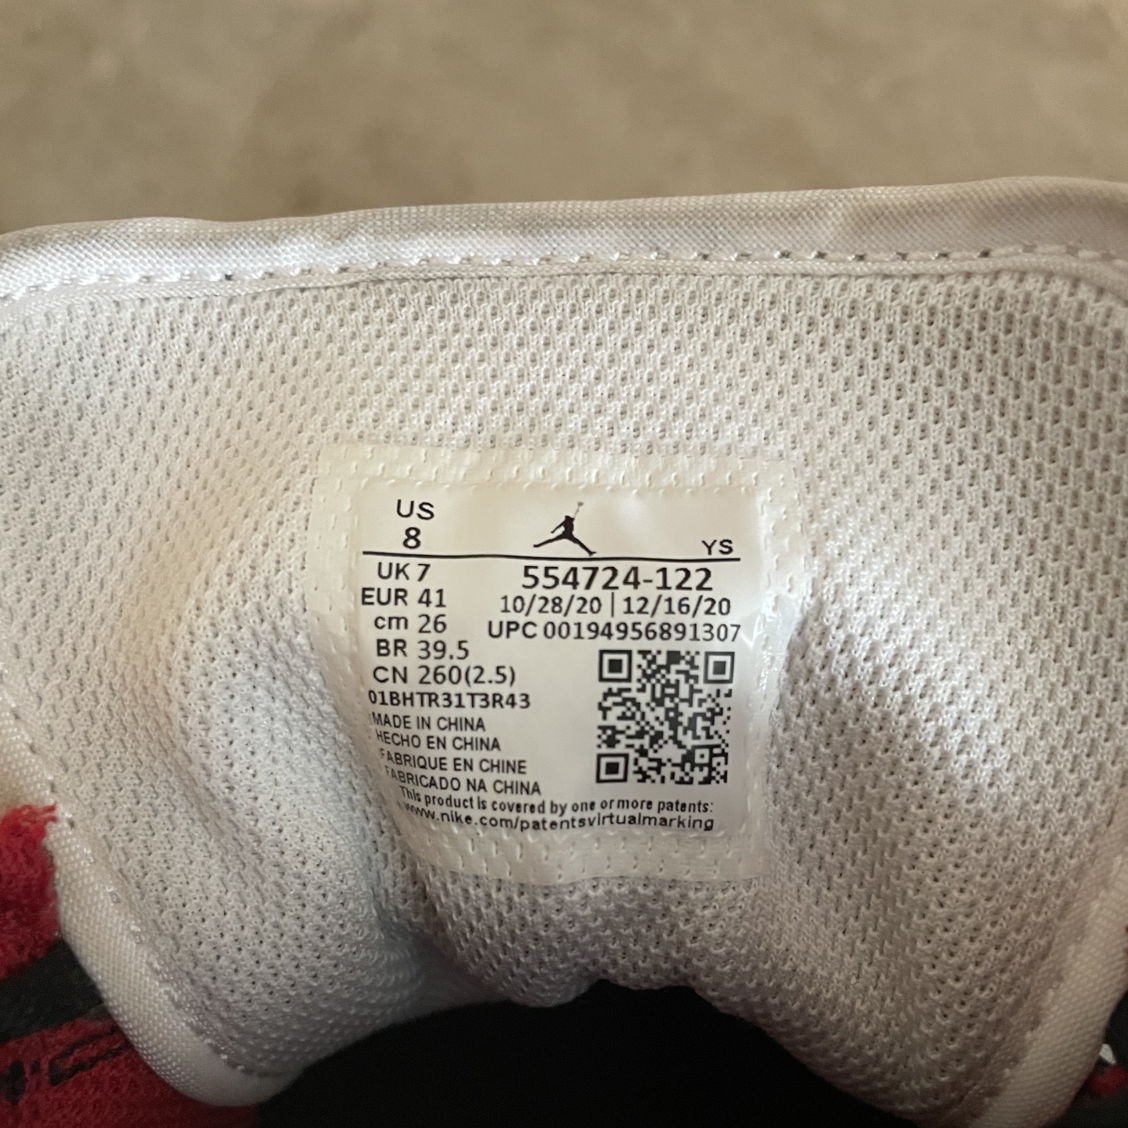 US
8
YS
UK 7
554724-122
EUR 41
10/28/20 | 12/16/20
cm 26
UPC 00194956891307
BR 39.5
CN 260(2.5)
01BHTR31T3R43
MADE IN CHINA
HECHO EN CHINA
FABRIQUE EN CHINE
FABRICADO NA CHINA
This product is covered by one or more patents:
www.nike.com/patentsvirtualmarking